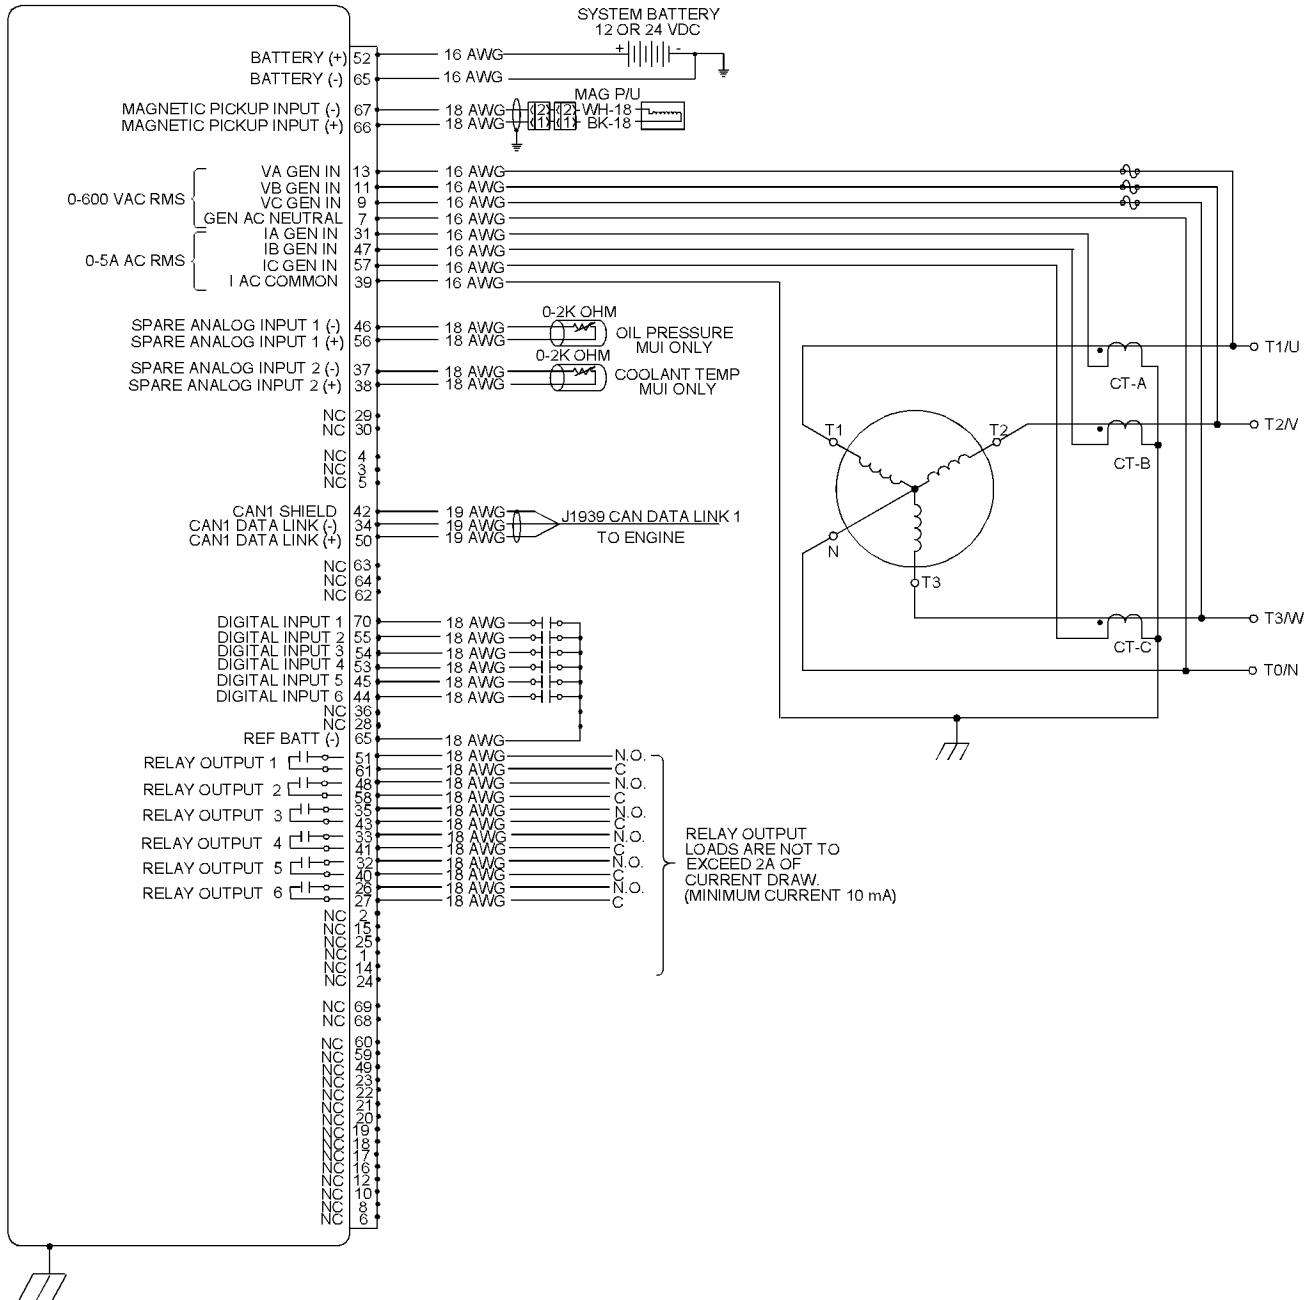 SYSTEM BATTERY
12 OR 24 VDC
+ -
BATTERY (+) 52 16 AWG
BATTERY (-) 65 16 AWG
MAG P/U
MAGNETIC PICKUP INPUT (-) 67 18 AWG 2 2 WH-18
MAGNETIC PICKUP INPUT (+) 66 18 AWG 1 1 BK-18
0-600 VAC RMS
VA GEN IN 13 16 AWG
VB GEN IN 11 16 AWG
VC GEN IN 9 16 AWG
GEN AC NEUTRAL 7 16 AWG
0-5A AC RMS
IA GEN IN 31 16 AWG
IB GEN IN 47 16 AWG
IC GEN IN 57 16 AWG
I AC COMMON 39 16 AWG
0-2K OHM
SPARE ANALOG INPUT 1 (-) 46 18 AWG
SPARE ANALOG INPUT 1 (+) 56 18 AWG
OIL PRESSURE
MUI ONLY
0-2K OHM
SPARE ANALOG INPUT 2 (-) 37 18 AWG
SPARE ANALOG INPUT 2 (+) 38 18 AWG
COOLANT TEMP
MUI ONLY
NC 29
NC 30
NC 4
NC 3
NC 5
CAN1 SHIELD 42 19 AWG
CAN1 DATA LINK (-) 34 19 AWG
CAN1 DATA LINK (+) 50 19 AWG
J1939 CAN DATA LINK 1
TO ENGINE
NC 63
NC 64
NC 62
DIGITAL INPUT 1 70 18 AWG
DIGITAL INPUT 2 55 18 AWG
DIGITAL INPUT 3 54 18 AWG
DIGITAL INPUT 4 53 18 AWG
DIGITAL INPUT 5 45 18 AWG
DIGITAL INPUT 6 44 18 AWG
NC 36
NC 28
REF BATT (-) 65 18 AWG
RELAY OUTPUT 1
51 18 AWG N.O.
61 18 AWG C
RELAY OUTPUT 2
48 18 AWG N.O.
58 18 AWG C
RELAY OUTPUT 3
35 18 AWG N.O.
43 18 AWG C
RELAY OUTPUT 4
33 18 AWG N.O.
41 18 AWG C
RELAY OUTPUT 5
32 18 AWG N.O.
40 18 AWG C
RELAY OUTPUT 6
26 18 AWG N.O.
27 18 AWG C
RELAY OUTPUT
LOADS ARE NOT TO
EXCEED 2A OF
CURRENT DRAW.
(MINIMUM CURRENT 10 mA)
NC 2
NC 15
NC 25
NC 1
NC 14
NC 24
NC 69
NC 68
NC 60
NC 59
NC 49
NC 23
NC 22
NC 21
NC 20
NC 19
NC 18
NC 17
NC 16
NC 12
NC 10
NC 8
NC 6
T1/U
CT-A
T1
T2
T2/V
CT-B
N
T3
T3/W
CT-C
T0/N